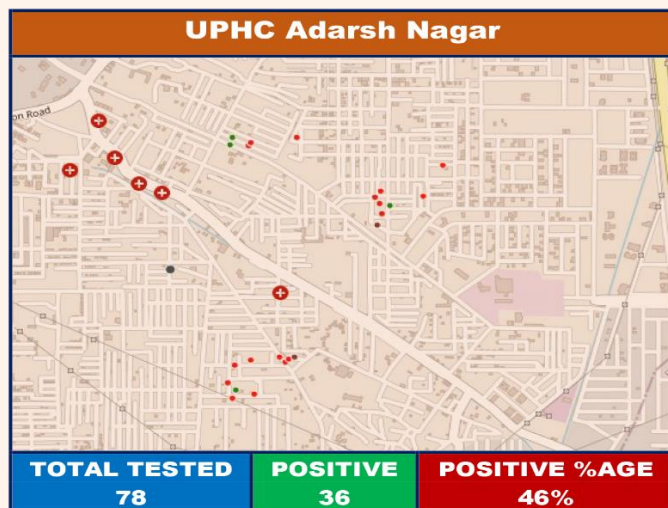 UPHC Adarsh Nagar
on Road
TOTAL TESTED
78
POSITIVE
36
POSITIVE %AGE
46%